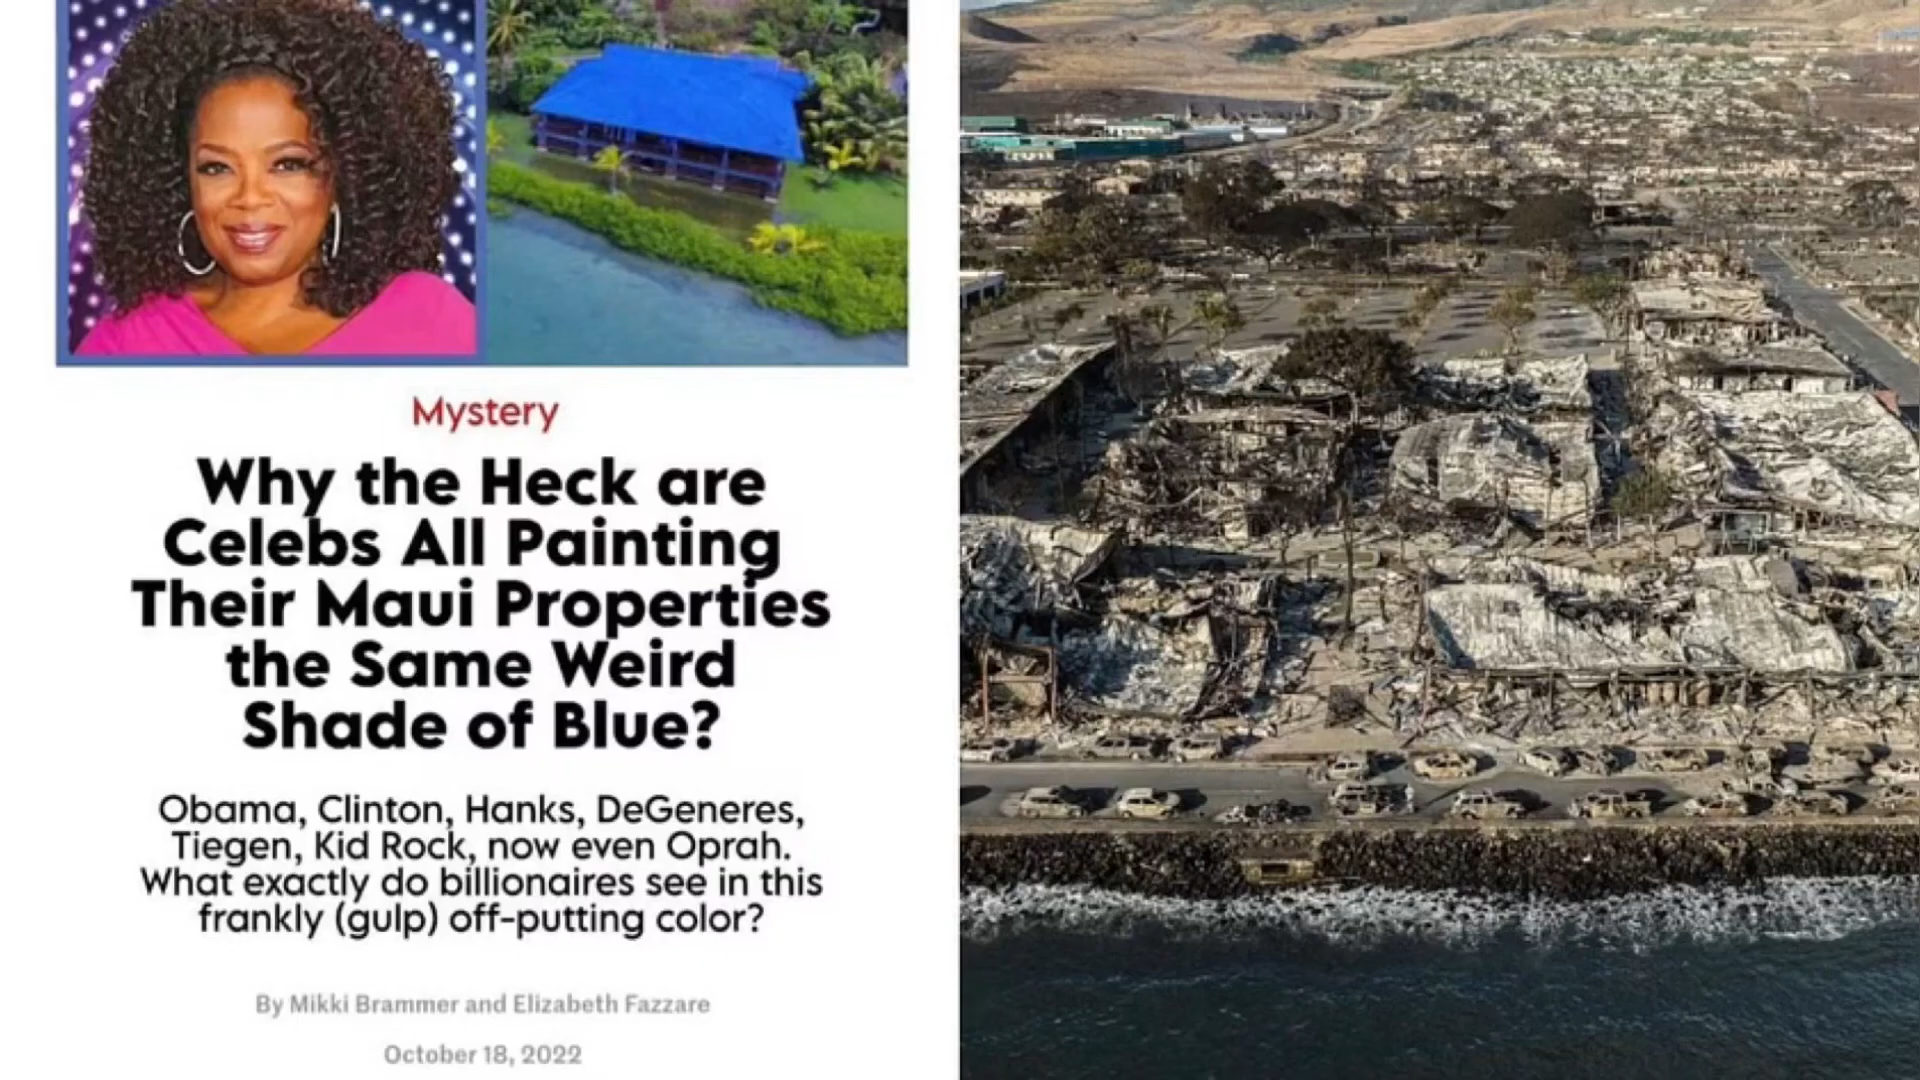 Mystery
Why the Heck are
Celebs All Painting
Their Maui Properties
the Same Weird
Shade of Blue?
Obama, Clinton, Hanks, DeGeneres,
Tiegen, Kid Rock, now even Oprah.
What exactly do billionaires see in this
frankly (gulp) off-putting color?
By Mikki Brammer and Elizabeth Fazzare
October 18, 2022